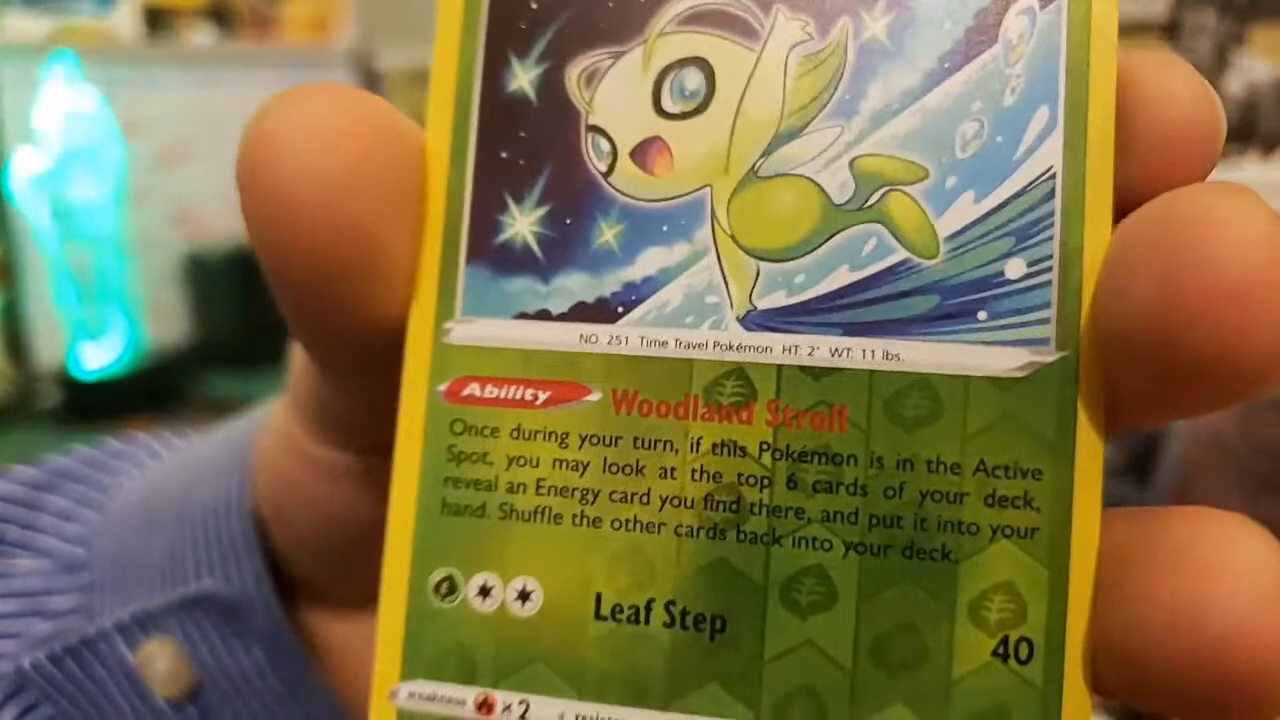 NO. 251 Time Travel Pokémon HT: 2' WT: 11 lbs.
Ability Woodland Stroll
Once during your turn, if this Pokémon is in the Active
Spot, you may look at the top 6 cards of your deck,
reveal an Energy card you find there, and put it into your
hand. Shuffle the other cards back into your deck.
Leaf Step
40
weakness ×2